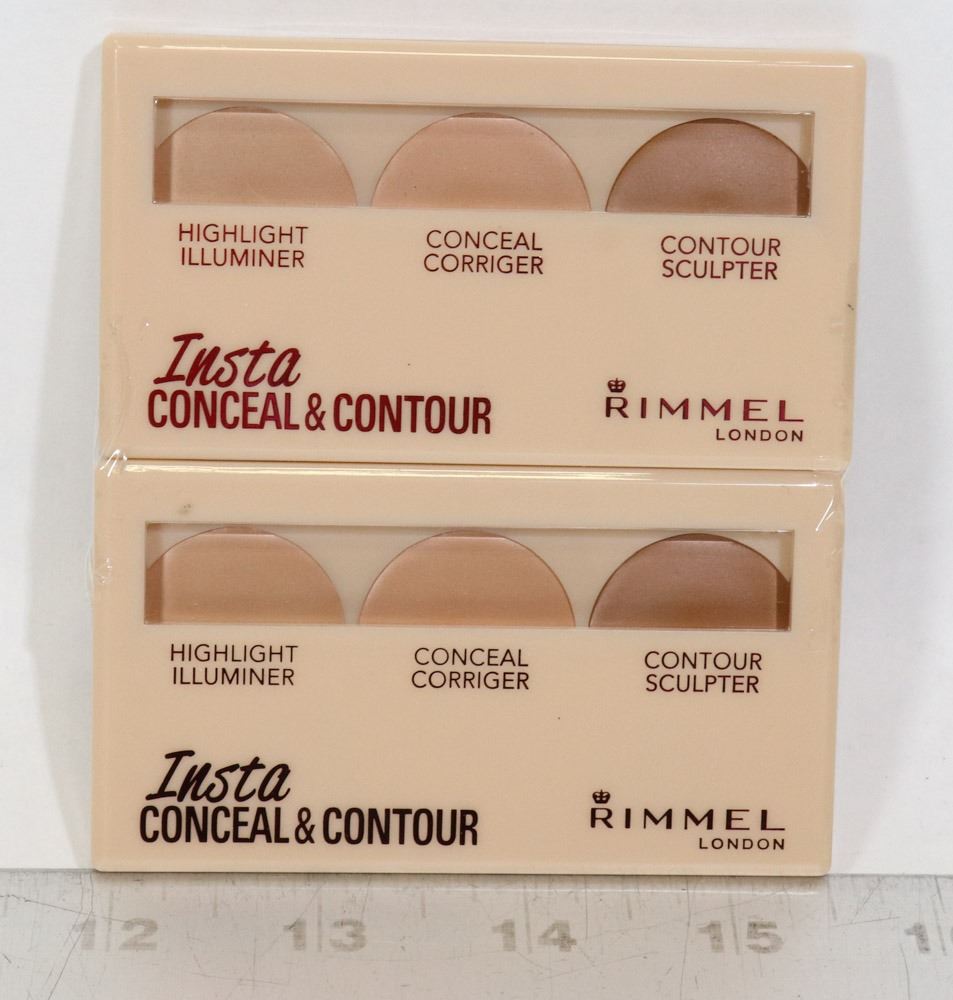 HIGHLIGHT
ILLUMINER
CONCEAL
CORRIGER
CONTOUR
SCULPTER
Insta
CONCEAL & CONTOUR
RIMMEL
LONDON
HIGHLIGHT
ILLUMINER
CONCEAL
CORRIGER
CONTOUR
SCULPTER
Insta
CONCEAL & CONTOUR
RIMMEL
LONDON
12 13 14 15